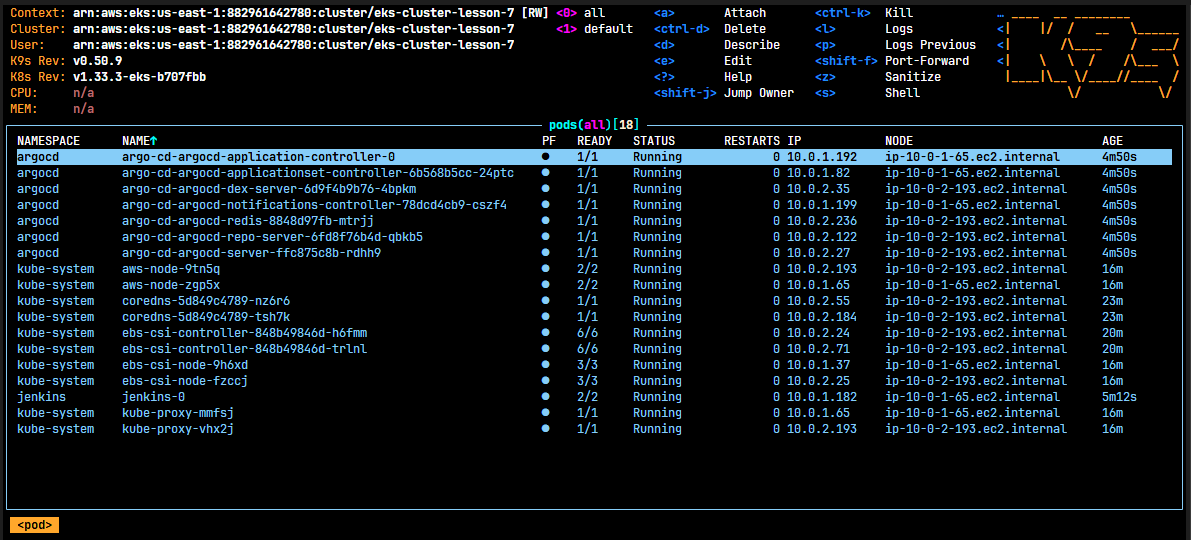 Context: arn:aws:eks:us-east-1:882961642780:cluster/eks-cluster-lesson-7 [RW] <0> all <a> Attach <ctrl-k> Kill …
Cluster: arn:aws:eks:us-east-1:882961642780:cluster/eks-cluster-lesson-7 <1> default <ctrl-d> Delete <l> Logs <
User: arn:aws:eks:us-east-1:882961642780:cluster/eks-cluster-lesson-7 <d> Describe <p> Logs Previous <
K9s Rev: v0.50.9 <e> Edit <shift-f> Port-Forward <
K8s Rev: v1.33.3-eks-b707fbb <?> Help <z> Sanitize
CPU: n/a <shift-j> Jump Owner <s> Shell
MEM: n/a
pods(all)[18]
NAMESPACE NAME↑ PF READY STATUS RESTARTS IP NODE AGE
argocd argo-cd-argocd-application-controller-0 ● 1/1 Running 0 10.0.1.192 ip-10-0-1-65.ec2.internal 4m50s
argocd argo-cd-argocd-applicationset-controller-6b568b5cc-24ptc ● 1/1 Running 0 10.0.1.82 ip-10-0-1-65.ec2.internal 4m50s
argocd argo-cd-argocd-dex-server-6d9f4b9b76-4bpkm ● 1/1 Running 0 10.0.2.35 ip-10-0-2-193.ec2.internal 4m50s
argocd argo-cd-argocd-notifications-controller-78dcd4cb9-cszf4 ● 1/1 Running 0 10.0.1.199 ip-10-0-1-65.ec2.internal 4m50s
argocd argo-cd-argocd-redis-8848d97fb-mtrjj ● 1/1 Running 0 10.0.2.236 ip-10-0-2-193.ec2.internal 4m50s
argocd argo-cd-argocd-repo-server-6fd8f76b4d-qbkb5 ● 1/1 Running 0 10.0.2.122 ip-10-0-2-193.ec2.internal 4m50s
argocd argo-cd-argocd-server-ffc875c8b-rdhh9 ● 1/1 Running 0 10.0.2.27 ip-10-0-2-193.ec2.internal 4m50s
kube-system aws-node-9tn5q ● 2/2 Running 0 10.0.2.193 ip-10-0-2-193.ec2.internal 16m
kube-system aws-node-zgp5x ● 2/2 Running 0 10.0.1.65 ip-10-0-1-65.ec2.internal 16m
kube-system coredns-5d849c4789-nz6r6 ● 1/1 Running 0 10.0.2.55 ip-10-0-2-193.ec2.internal 23m
kube-system coredns-5d849c4789-tsh7k ● 1/1 Running 0 10.0.2.184 ip-10-0-2-193.ec2.internal 23m
kube-system ebs-csi-controller-848b49846d-h6fmm ● 6/6 Running 0 10.0.2.24 ip-10-0-2-193.ec2.internal 20m
kube-system ebs-csi-controller-848b49846d-trlnl ● 6/6 Running 0 10.0.2.71 ip-10-0-2-193.ec2.internal 20m
kube-system ebs-csi-node-9h6xd ● 3/3 Running 0 10.0.1.37 ip-10-0-1-65.ec2.internal 16m
kube-system ebs-csi-node-fzccj ● 3/3 Running 0 10.0.2.25 ip-10-0-2-193.ec2.internal 16m
jenkins jenkins-0 ● 2/2 Running 0 10.0.1.182 ip-10-0-1-65.ec2.internal 5m12s
kube-system kube-proxy-mmfsj ● 1/1 Running 0 10.0.1.65 ip-10-0-1-65.ec2.internal 16m
kube-system kube-proxy-vhx2j ● 1/1 Running 0 10.0.2.193 ip-10-0-2-193.ec2.internal 16m
<pod>